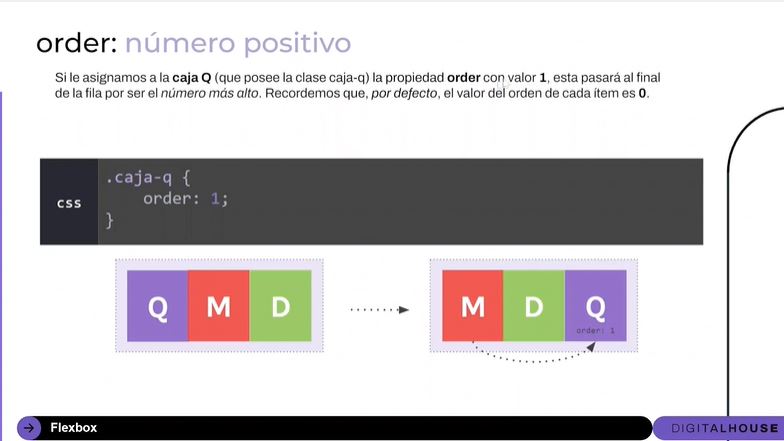 order: número positivo
Si le asignamos a la caja Q (que posee la clase caja-q) la propiedad order con valor 1, esta pasará al final
de la fila por ser el número más alto. Recordemos que, por defecto, el valor del orden de cada ítem es 0.
css
.caja-q {
order: 1;
}
Q M D
M D Q
order: 1
Flexbox
DIGITALHOUSE